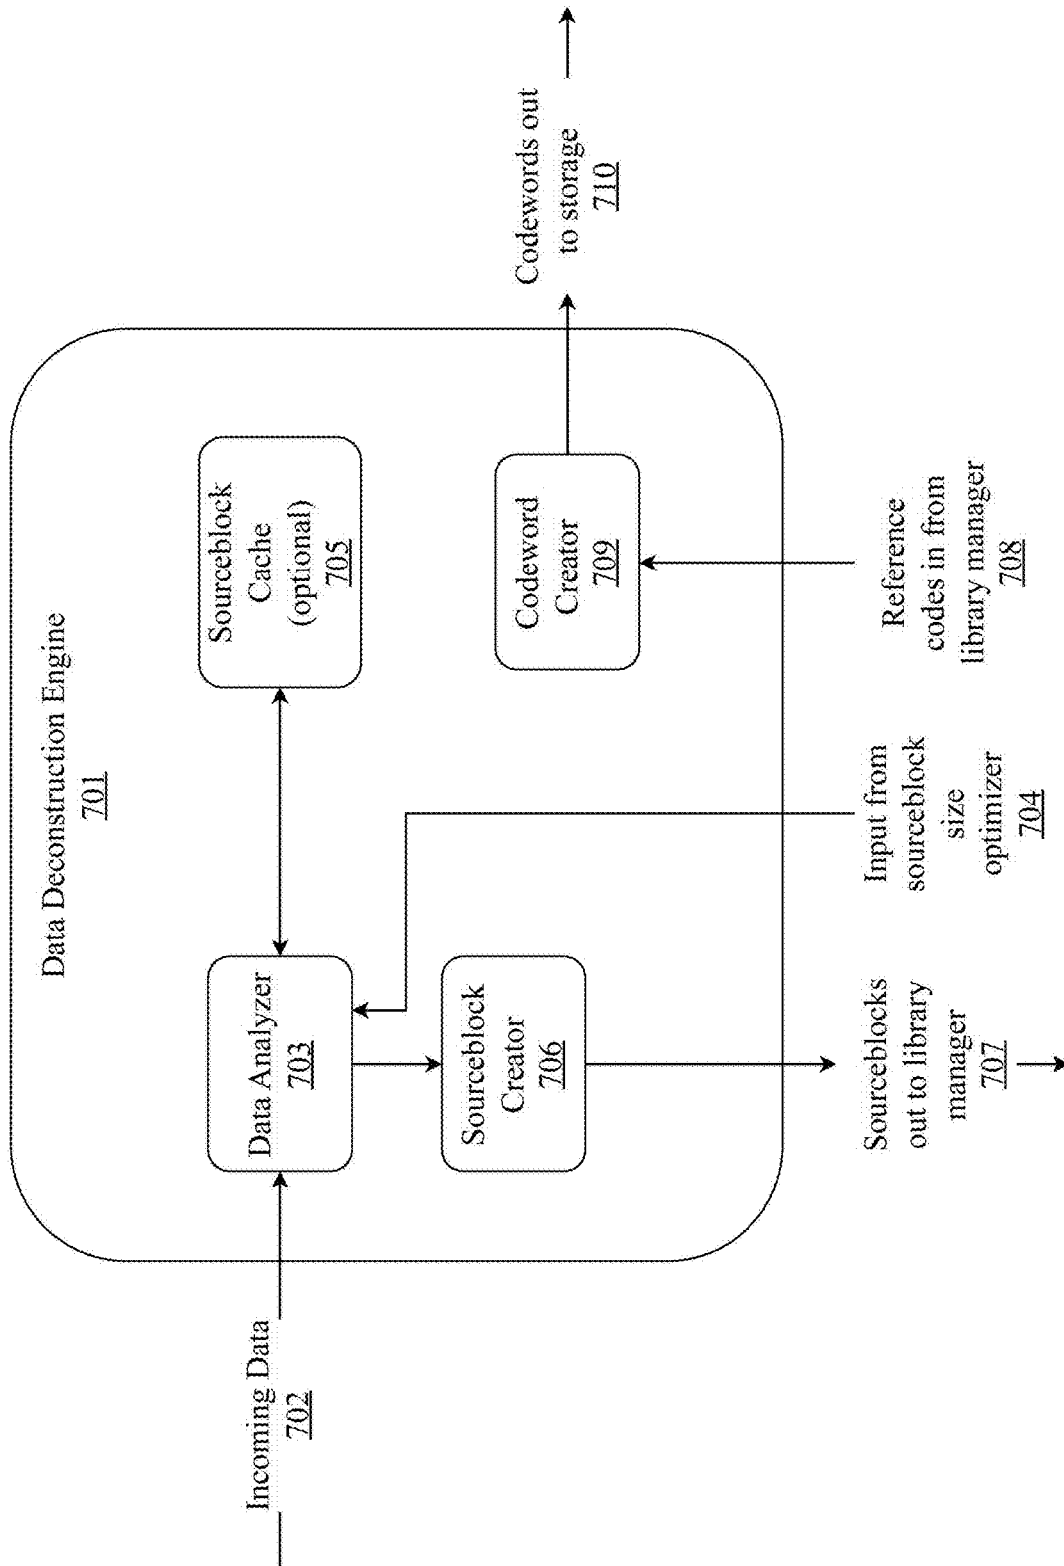 Data Deconstruction Engine
701
Incoming Data
702
Data Analyzer
703
Sourceblock
Cache
(optional)
705
Sourceblock
Creator
706
Codeword
Creator
709
Codewords out
to storage
710
Sourceblocks
out to library
manager
707
Input from
sourceblock
size
optimizer
704
Reference
codes in from
library manager
708